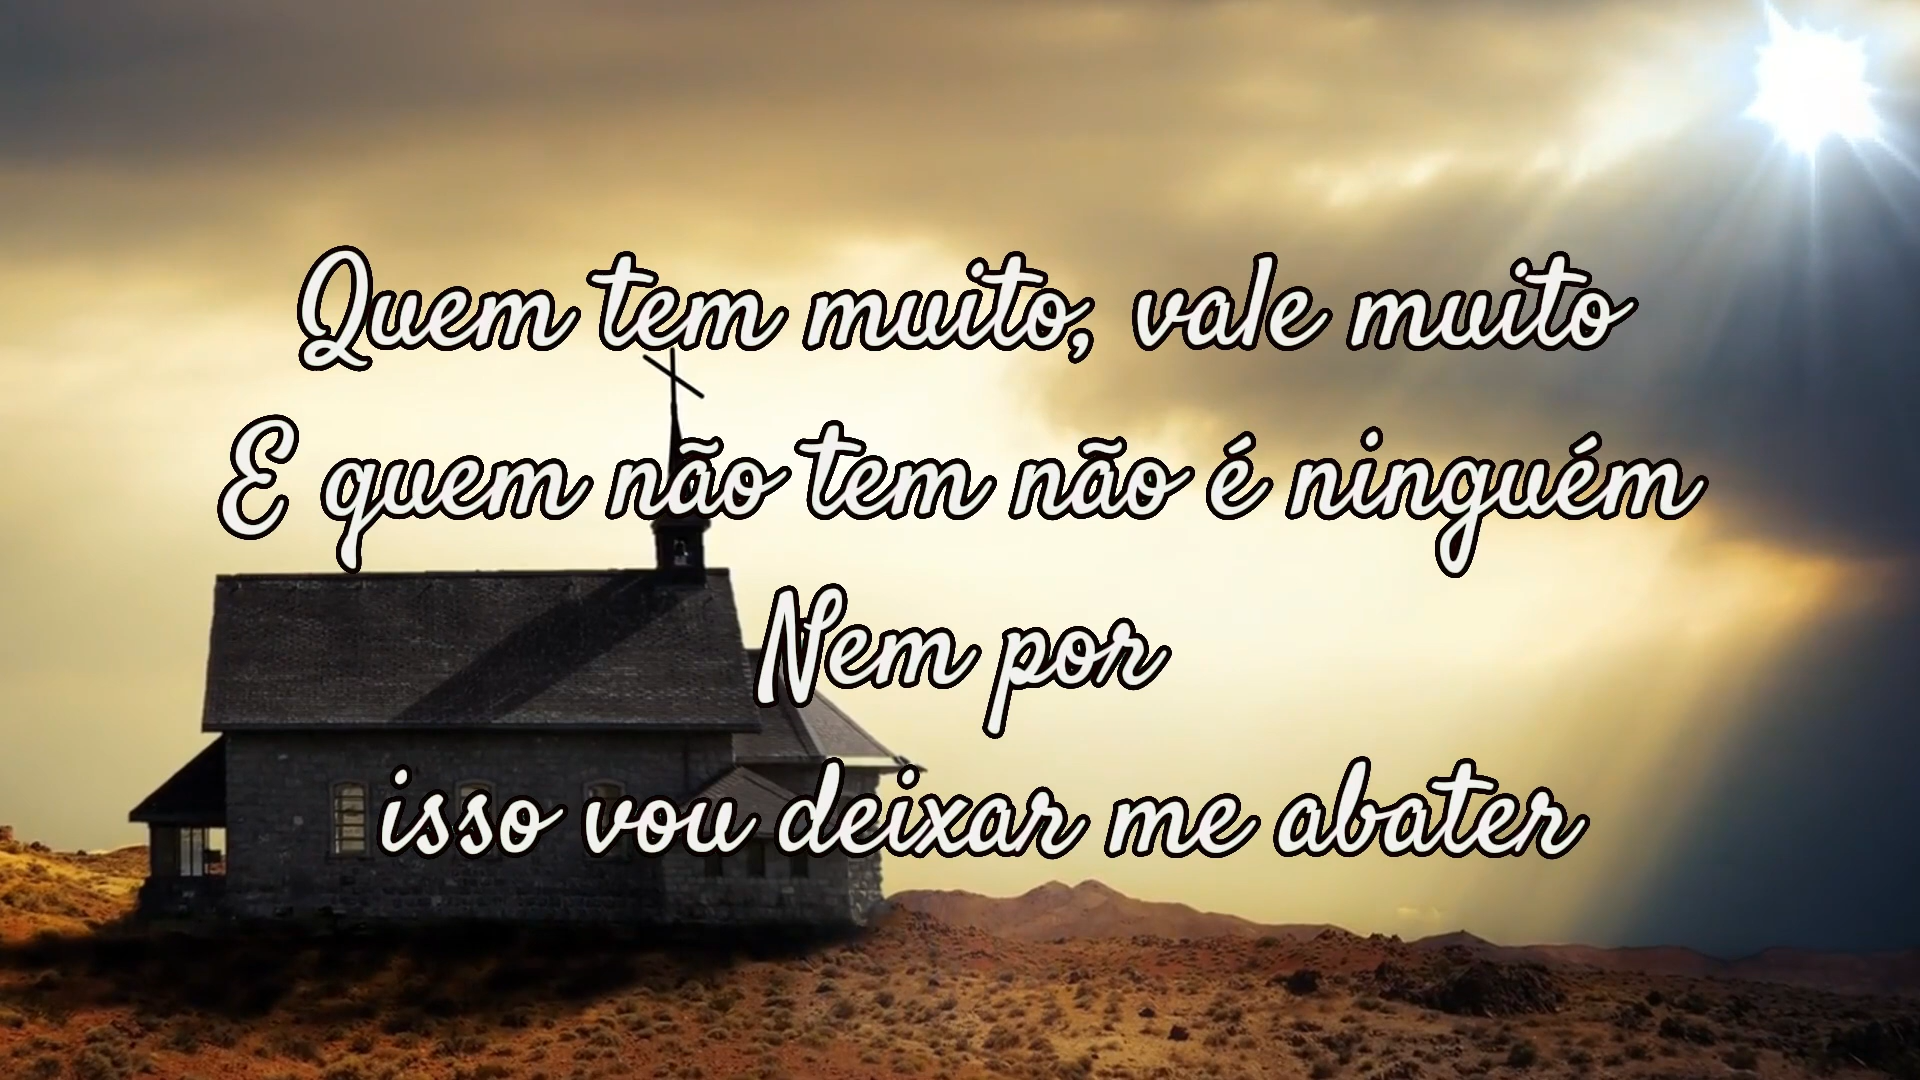 Quem tem muito, vale muito
E quem não tem não é ninguém
Nem por
isso vou deixar me abater